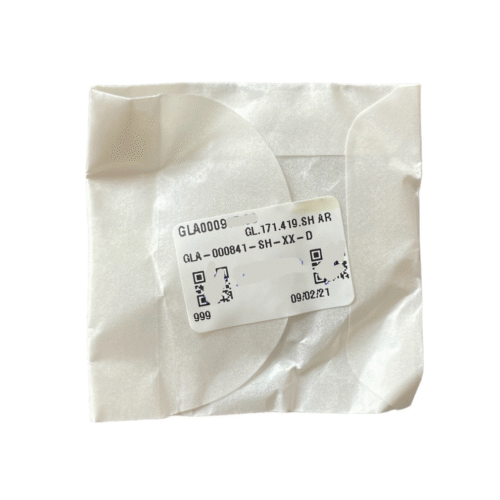 GLA0009 GL.171.419.SH AR
GLA-000841-SH-XX-D
09/02/21
999